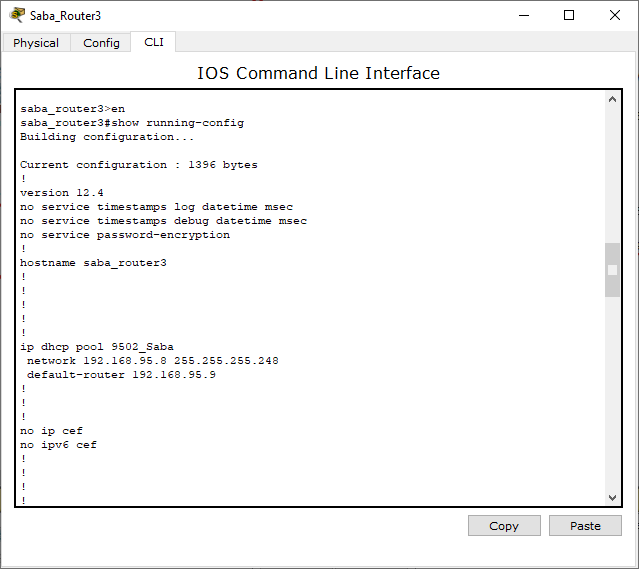 Saba_Router3
Physical Config CLI
IOS Command Line Interface
saba_router3>en
saba_router3#show running-config
Building configuration...
Current configuration : 1396 bytes
!
version 12.4
no service timestamps log datetime msec
no service timestamps debug datetime msec
no service password-encryption
!
hostname saba_router3
!
!
!
!
!
ip dhcp pool 9502_Saba
 network 192.168.95.8 255.255.255.248
 default-router 192.168.95.9
!
!
!
no ip cef
no ipv6 cef
!
!
!
!
Copy Paste